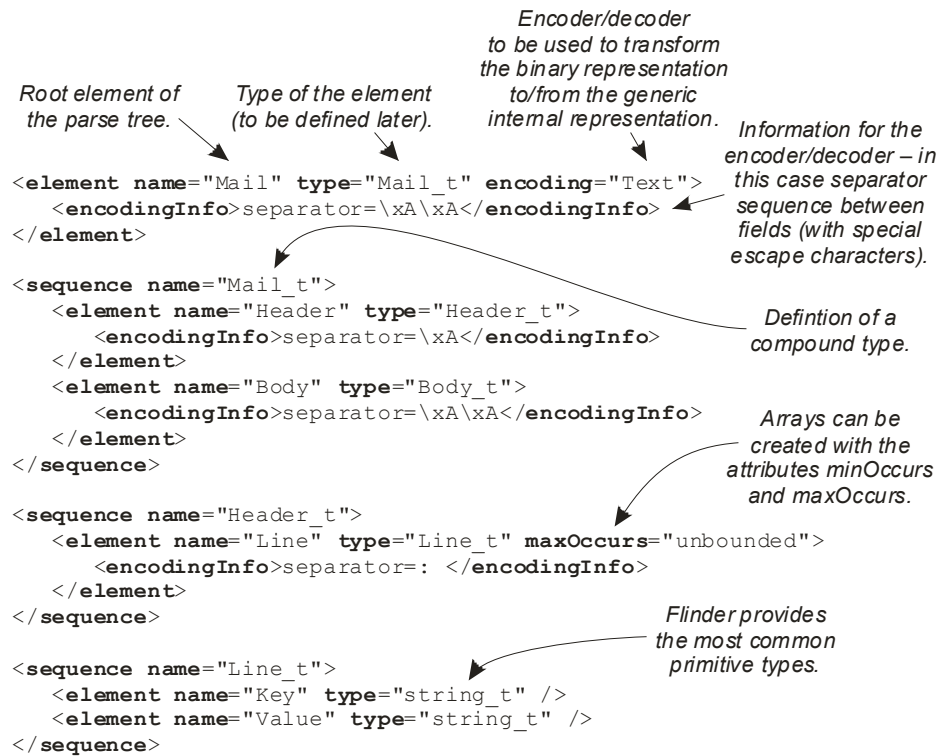 Encoder/decoder
to be used to transform
the binary representation
to/from the generic
internal representation.
Root element of
the parse tree.
Type of the element
(to be defined later).
Information for the
encoder/decoder – in
this case separator
sequence between
fields (with special
escape characters).
<element name="Mail" type="Mail_t" encoding="Text">
<encodingInfo>separator=\xA\xA</encodingInfo>
</element>
<sequence name="Mail_t">
<element name="Header" type="Header_t">
<encodingInfo>separator=\xA</encodingInfo>
</element>
<element name="Body" type="Body_t">
<encodingInfo>separator=\xA\xA</encodingInfo>
</element>
</sequence>
Defintion of a
compound type.
Arrays can be
created with the
attributes minOccurs
and maxOccurs.
<sequence name="Header_t">
<element name="Line" type="Line_t" maxOccurs="unbounded">
<encodingInfo>separator=: </encodingInfo>
</element>
</sequence>
Flinder provides
the most common
primitive types.
<sequence name="Line_t">
<element name="Key" type="string_t" />
<element name="Value" type="string_t" />
</sequence>